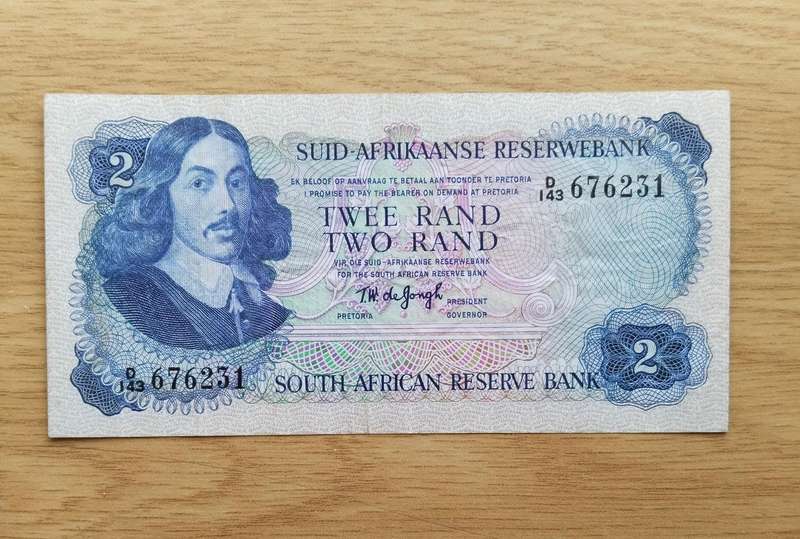 2
SUID-AFRIKAANSE RESERWEBANK
EK BELOOF OP AANVRAAG TE BETAAL AAN TOONDER TE PRETORIA
I PROMISE TO PAY THE BEARER ON DEMAND AT PRETORIA
D/143 676231
TWEE RAND
TWO RAND
VIR DIE SUID-AFRIKAANSE RESERWEBANK
FOR THE SOUTH AFRICAN RESERVE BANK
T.W. de Jongh
PRESIDENT
PRETORIA
GOVERNOR
2
D/143 676231
SOUTH AFRICAN RESERVE BANK